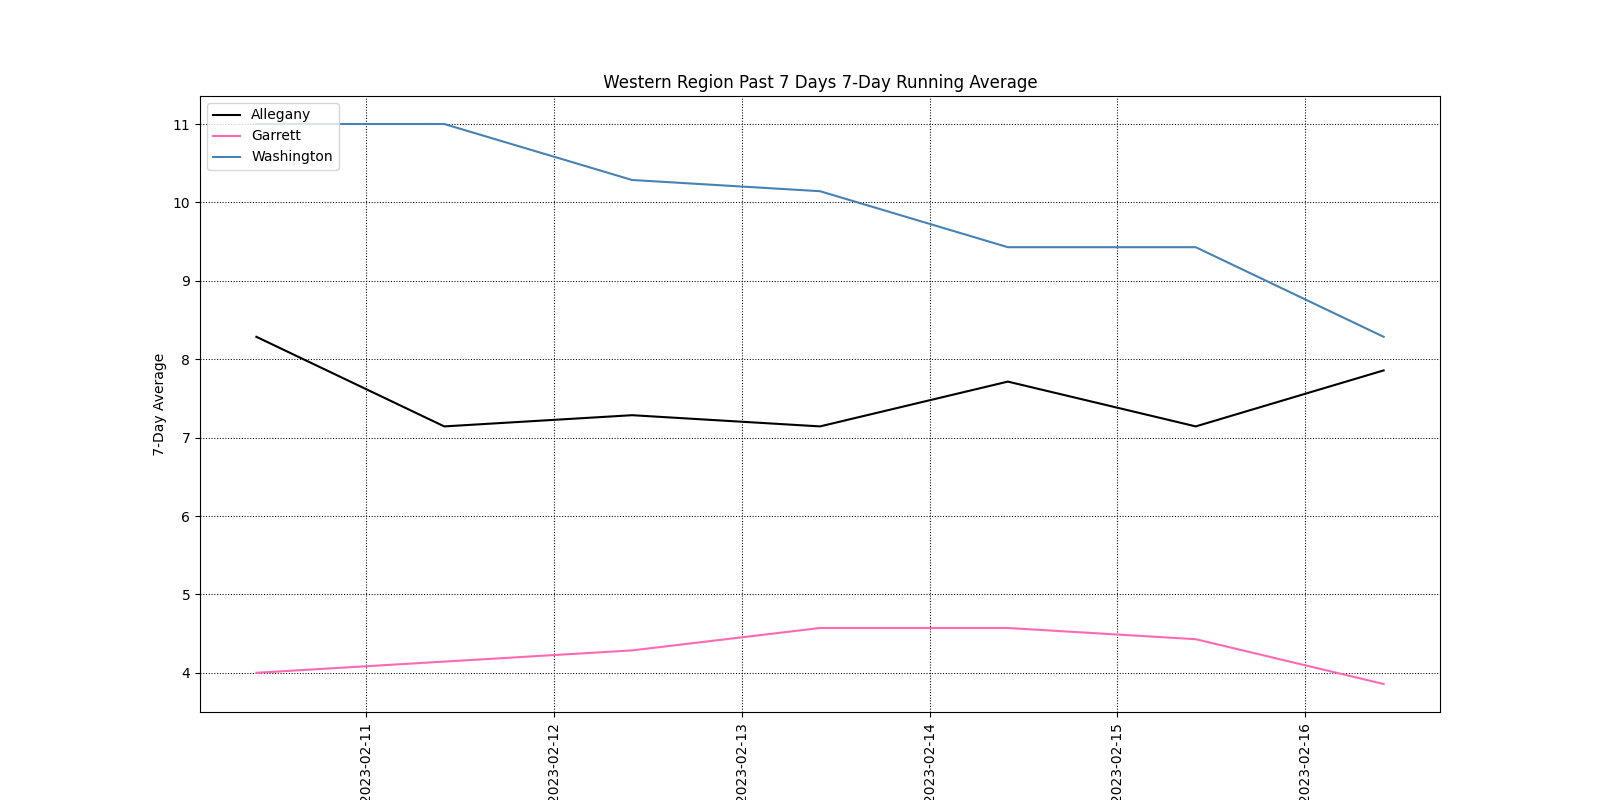 Western Region Past 7 Days 7-Day Running Average
Allegany
Garrett
Washington
7-Day Average
11
10
9
8
7
6
5
4
2023-02-11
2023-02-12
2023-02-13
2023-02-14
2023-02-15
2023-02-16